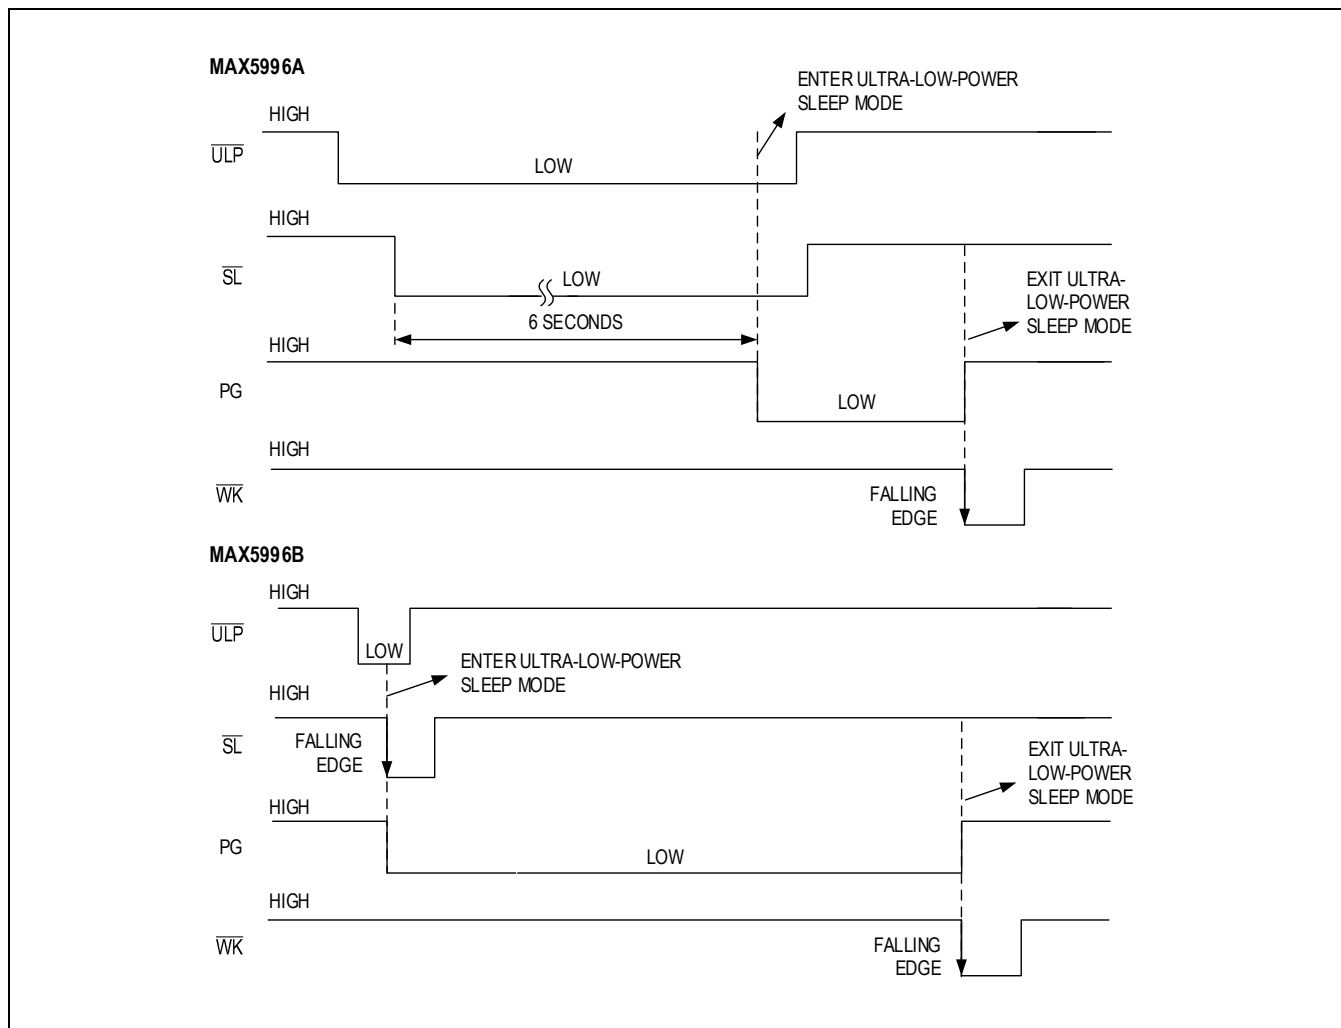 MAX5996A
ENTER ULTRA-LOW-POWER
SLEEP MODE
HIGH
ULP
LOW
HIGH
SL
LOW
EXIT ULTRA-
LOW-POWER
SLEEP MODE
6 SECONDS
HIGH
PG
LOW
HIGH
WK
FALLING
EDGE
MAX5996B
HIGH
ULP
LOW
ENTER ULTRA-LOW-POWER
SLEEP MODE
HIGH
SL
FALLING
EDGE
EXIT ULTRA-
LOW-POWER
SLEEP MODE
HIGH
PG
LOW
HIGH
WK
FALLING
EDGE